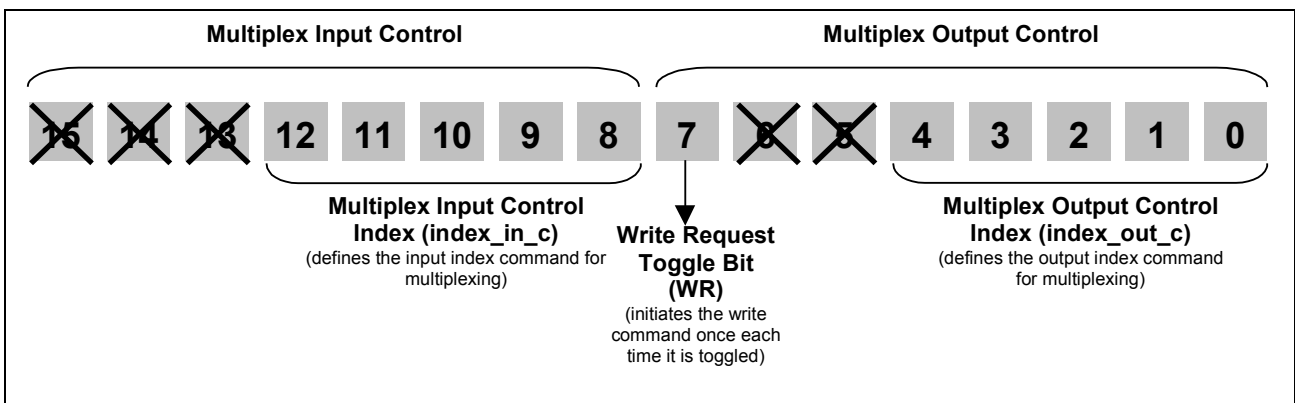 Multiplex Input Control
Multiplex Output Control
15 14 13 12 11 10 9 8 7 6 5 4 3 2 1 0
Multiplex Input Control
Index (index_in_c)
(defines the input index command for
multiplexing)
Write Request
Toggle Bit
(WR)
(initiates the write
command once each
time it is toggled)
Multiplex Output Control
Index (index_out_c)
(defines the output index command
for multiplexing)